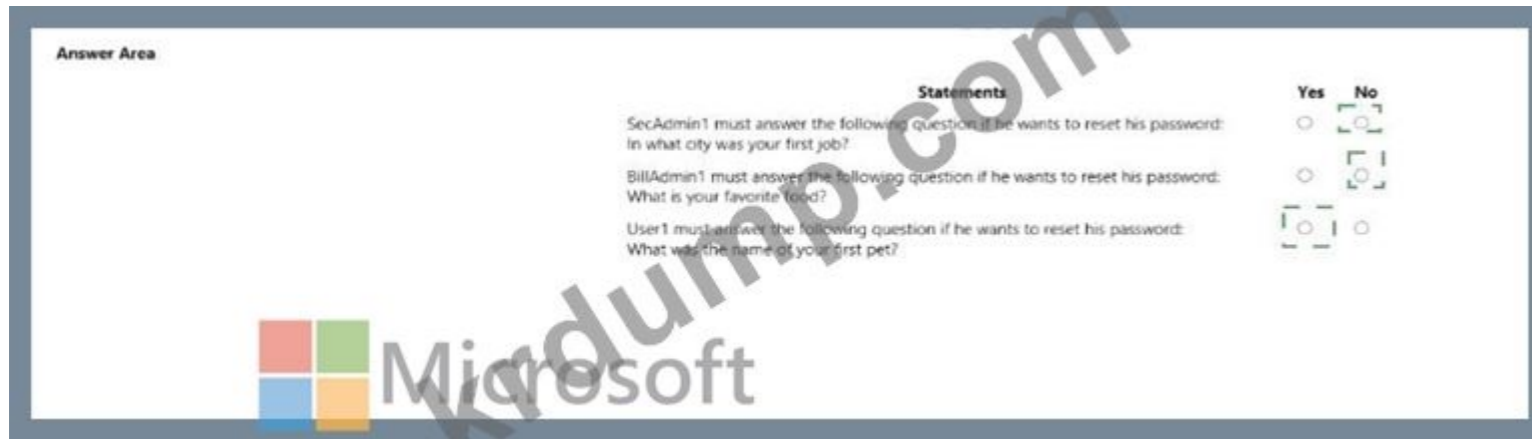 Answer Area
Statements Yes No
SecAdmin1 must answer the following question if he wants to reset his password:
In what city was your first job?
BillAdmin1 must answer the following question if he wants to reset his password:
What is your favorite food?
User1 must answer the following question if he wants to reset his password:
What was the name of your first pet?
Microsoft
krdump.com